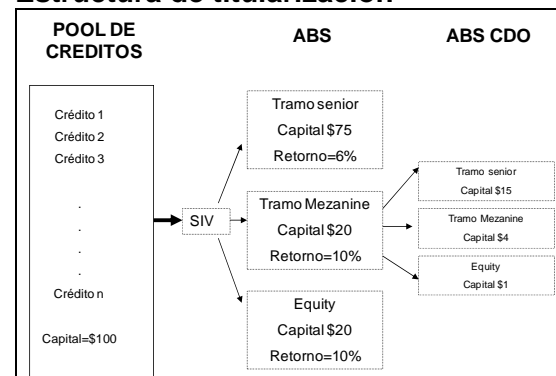 Estructura de titularización
POOL DE
CREDITOS
ABS
ABS CDO
Crédito 1
Crédito 2
Crédito 3
.
.
.
.
Crédito n
Capital=$100
SIV
Tramo senior
Capital $75
Retorno=6%
Tramo Mezanine
Capital $20
Retorno=10%
Equity
Capital $20
Retorno=10%
Tramo senior
Capital $15
Tramo Mezanine
Capital $4
Equity
Capital $1